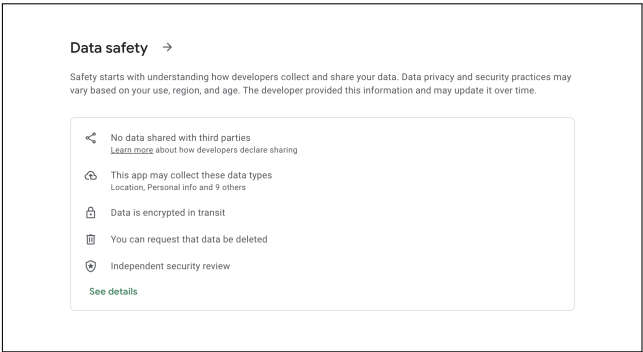 Data safety →
Safety starts with understanding how developers collect and share your data. Data privacy and security practices may
vary based on your use, region, and age. The developer provided this information and may update it over time.
No data shared with third parties
Learn more about how developers declare sharing
This app may collect these data types
Location, Personal info and 9 others
Data is encrypted in transit
You can request that data be deleted
Independent security review
See details